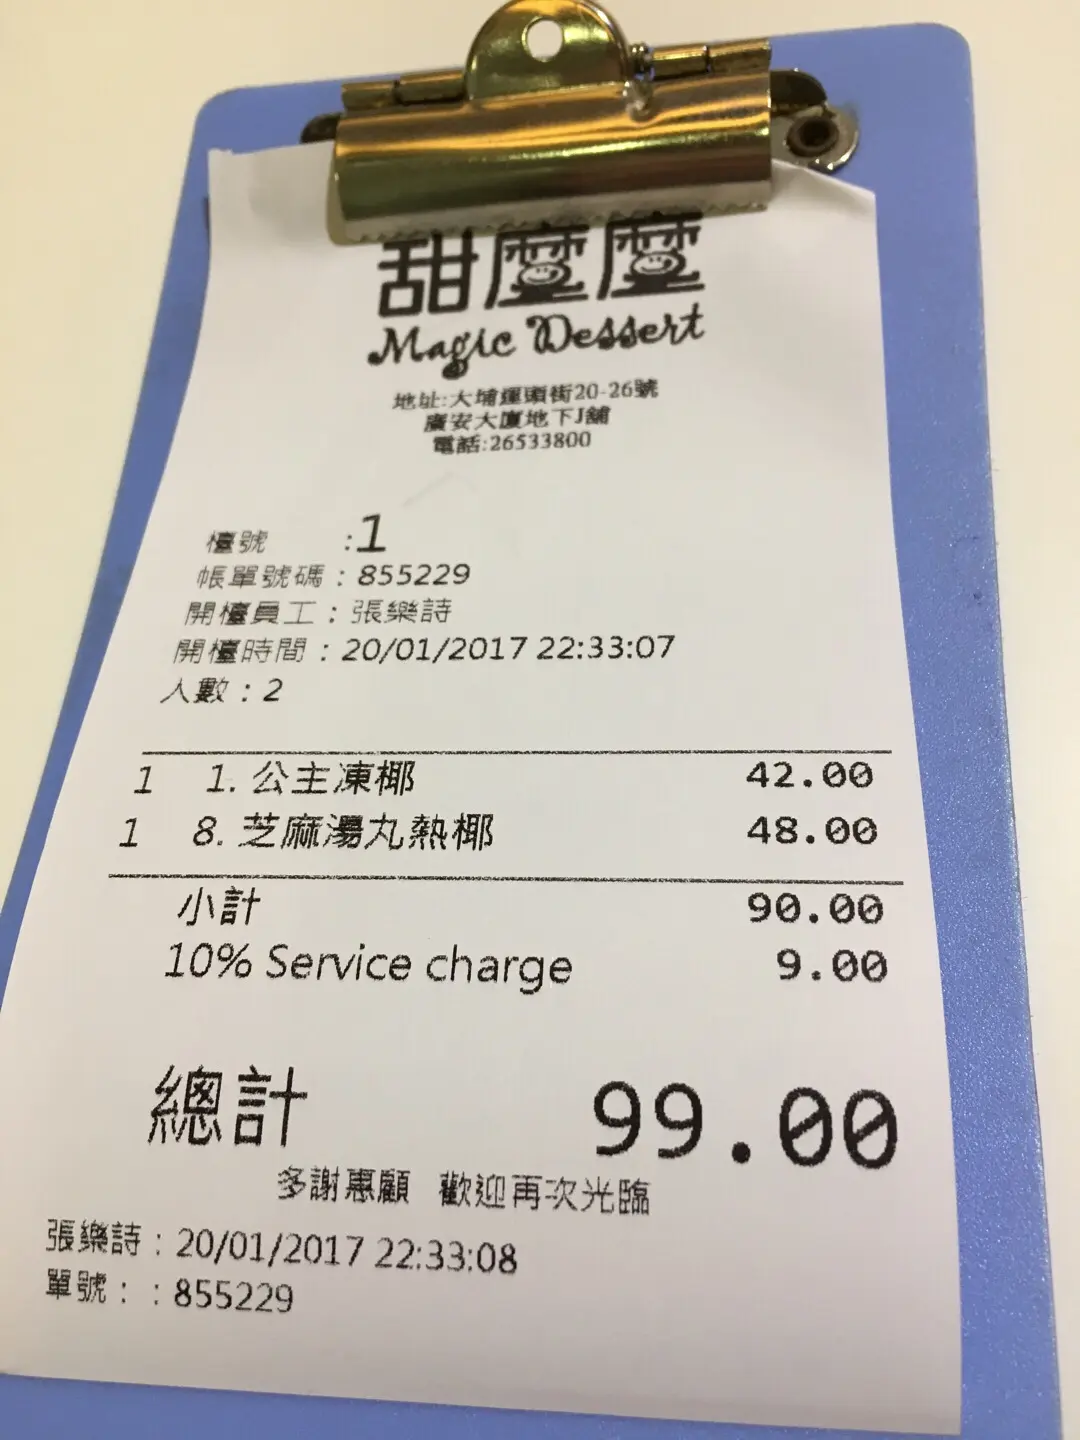 甜麼麼
Magic Dessert
地址:大埔運頭街20-26號
廣安大廈地下J舖
電話:26533800
檯號 :1
帳單號碼 : 855229
開檯員工 : 張樂詩
開檯時間 : 20/01/2017 22:33:07
人數 : 2
1 1. 公主凍椰 42.00
1 8. 芝麻湯丸熱椰 48.00
小計 90.00
10% Service charge 9.00
總計 99.00
多謝惠顧 歡迎再次光臨
張樂詩 : 20/01/2017 22:33:08
單號 : : 855229